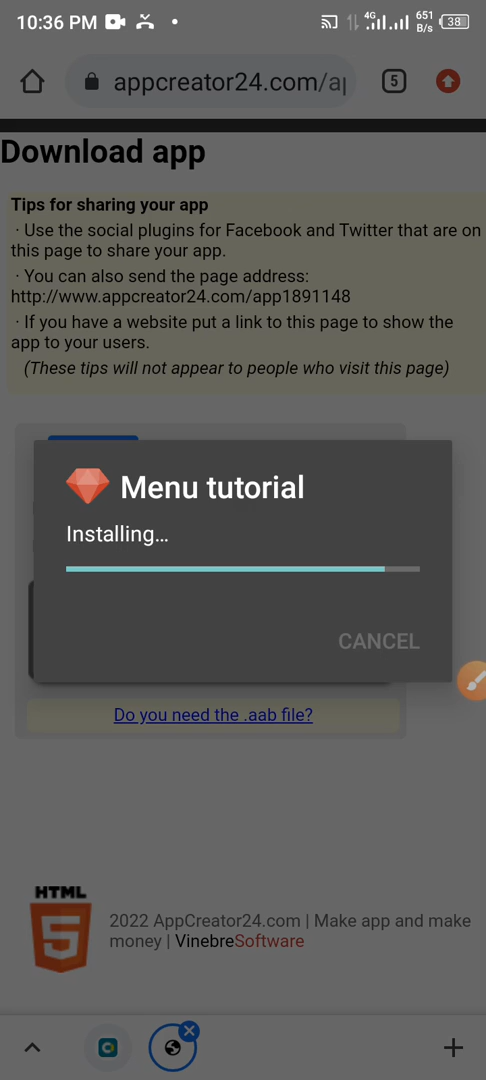 10:36 PM 4G 651 B/s 38
appcreator24.com/ap 5
Download app
Tips for sharing your app
· Use the social plugins for Facebook and Twitter that are on
this page to share your app.
· You can also send the page address:
http://www.appcreator24.com/app1891148
· If you have a website put a link to this page to show the
app to your users.
(These tips will not appear to people who visit this page)
Menu tutorial
Installing...
CANCEL
Do you need the .aab file?
HTML
5
2022 AppCreator24.com | Make app and make
money | VinebreSoftware